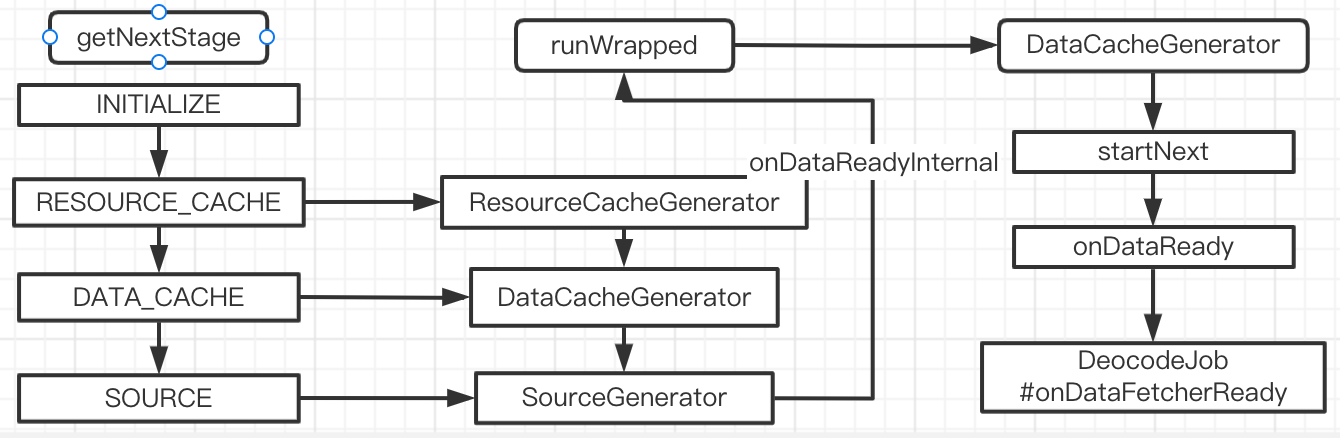 getNextStage
INITIALIZE
RESOURCE_CACHE
DATA_CACHE
SOURCE
runWrapped
onDataReadyInternal
ResourceCacheGenerator
DataCacheGenerator
SourceGenerator
DataCacheGenerator
startNext
onDataReady
DeocodeJob
#onDataFetcherReady